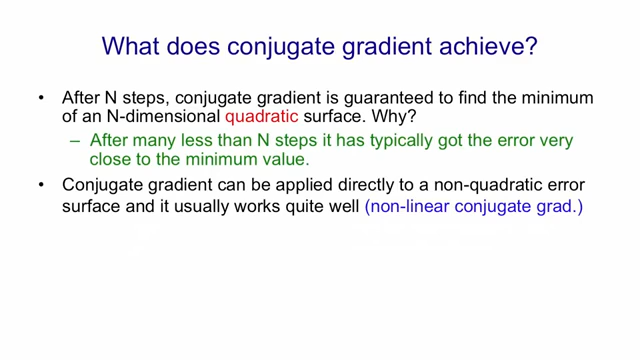 What does conjugate gradient achieve?
• After N steps, conjugate gradient is guaranteed to find the minimum
of an N-dimensional quadratic surface. Why?
– After many less than N steps it has typically got the error very
close to the minimum value.
• Conjugate gradient can be applied directly to a non-quadratic error
surface and it usually works quite well (non-linear conjugate grad.)